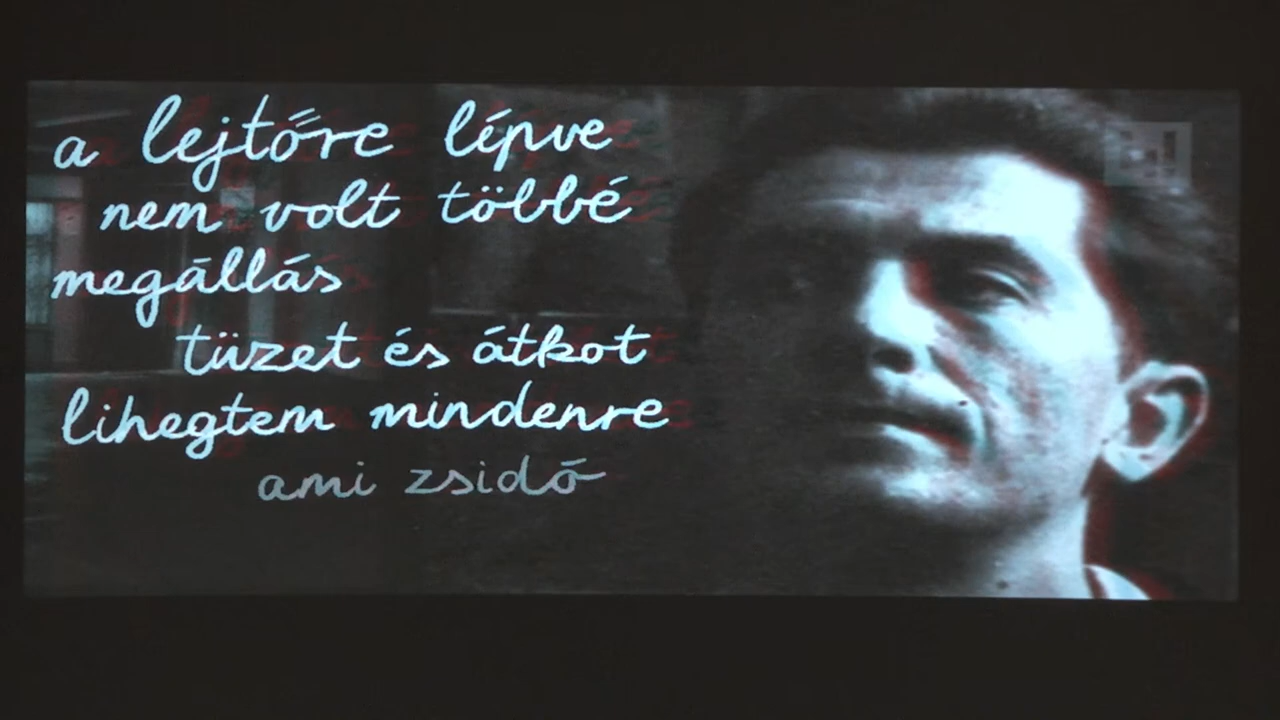 a lejtőre lépve
nem volt többé
megállás
tüzet és átkot
lihegtem mindenre
ami zsidó